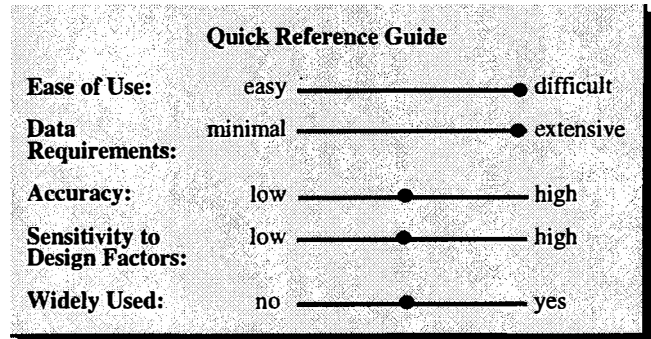 Quick Reference Guide
Ease of Use: easy difficult
Data
Requirements: minimal extensive
Accuracy: low high
Sensitivity to
Design Factors: low high
Widely Used: no yes